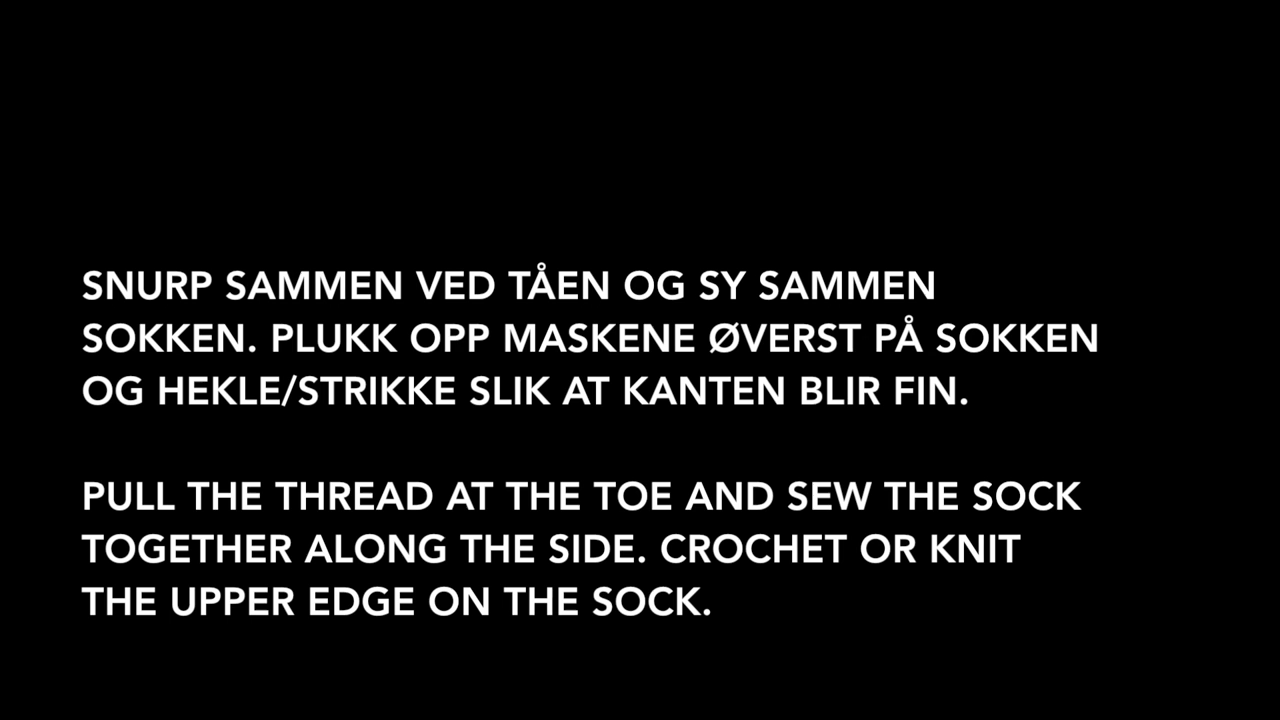 SNURP SAMMEN VED TÅEN OG SY SAMMEN
SOKKEN. PLUKK OPP MASKENE ØVERST PÅ SOKKEN
OG HEKLE/STRIKKE SLIK AT KANTEN BLIR FIN.
PULL THE THREAD AT THE TOE AND SEW THE SOCK
TOGETHER ALONG THE SIDE. CROCHET OR KNIT
THE UPPER EDGE ON THE SOCK.